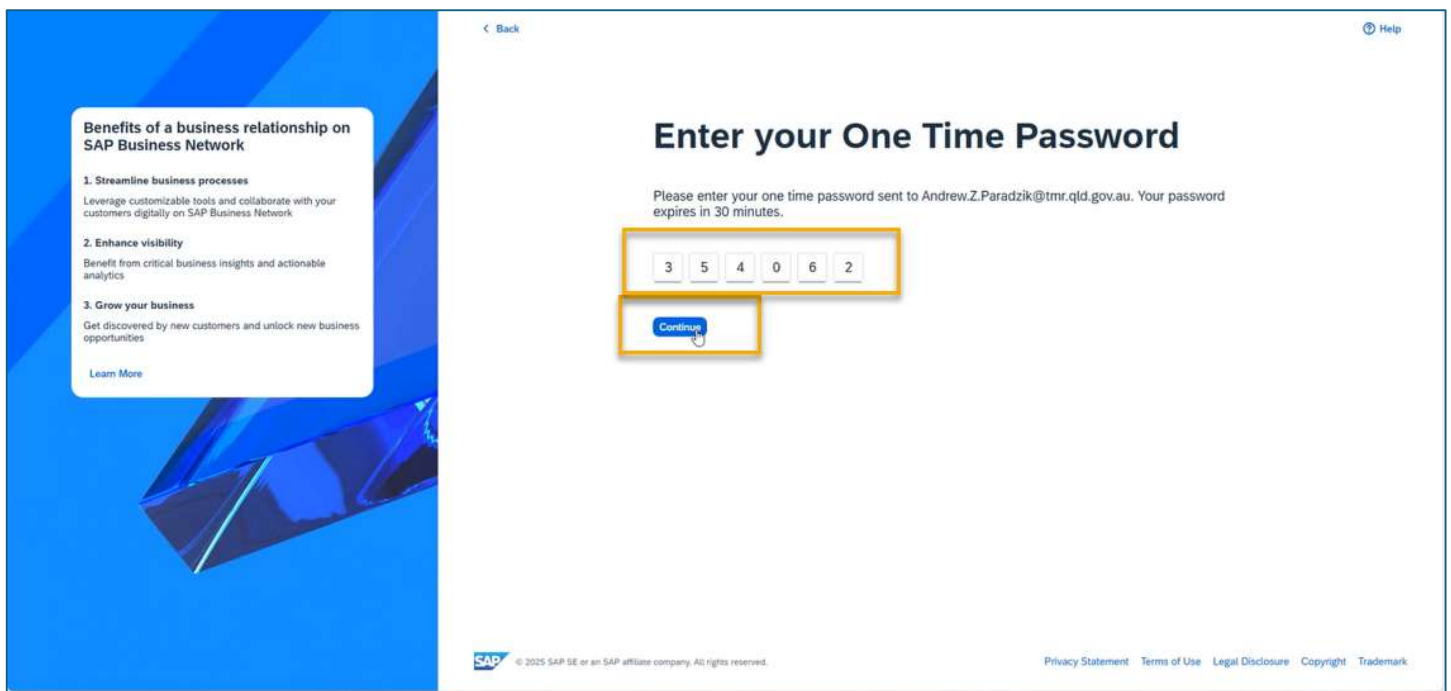 Back
Help
Benefits of a business relationship on
SAP Business Network
1. Streamline business processes
Leverage customizable tools and collaborate with your
customers digitally on SAP Business Network
2. Enhance visibility
Benefit from critical business insights and actionable
analytics
3. Grow your business
Get discovered by new customers and unlock new business
opportunities
Learn More
Enter your One Time Password
Please enter your one time password sent to Andrew.Z.Paradzik@tmr.qld.gov.au. Your password
expires in 30 minutes.
3 5 4 0 6 2
Continue
SAP © 2025 SAP SE or an SAP affiliate company. All rights reserved.
Privacy Statement Terms of Use Legal Disclosure Copyright Trademark